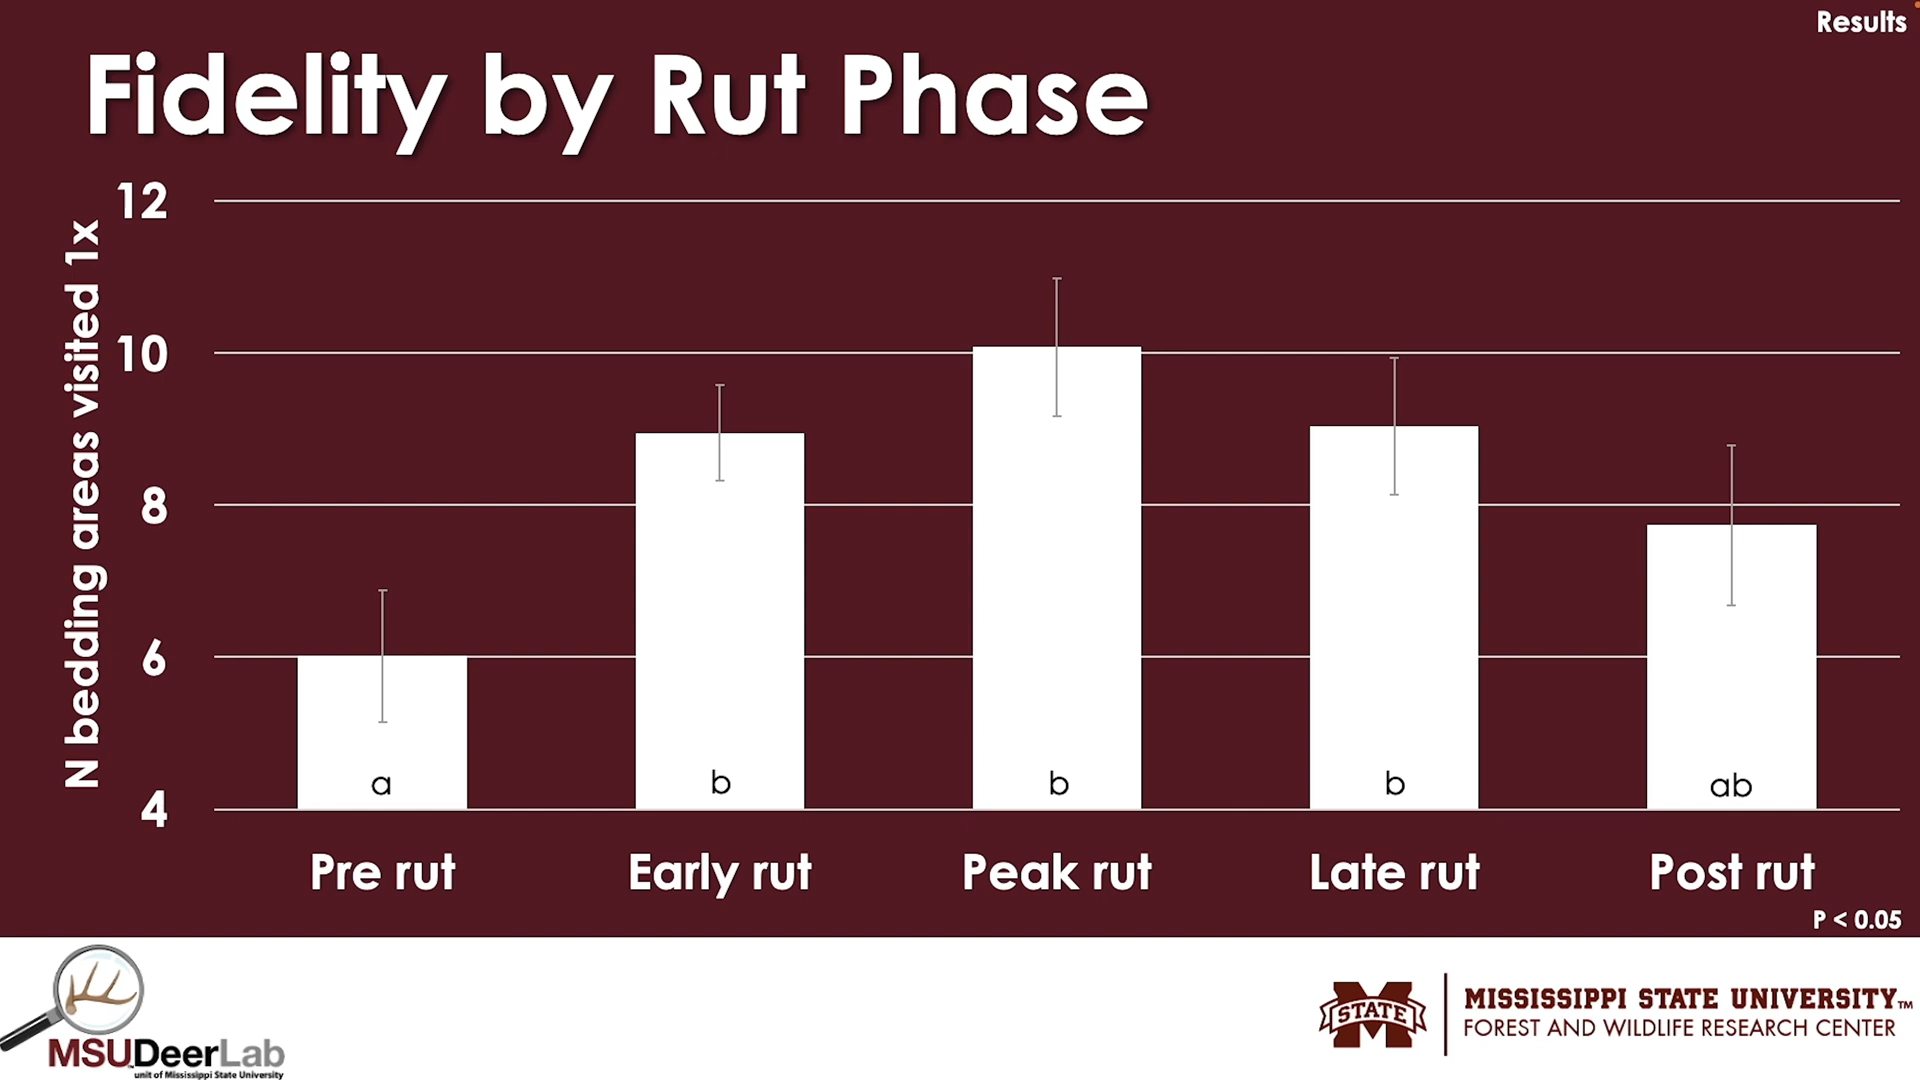 Results
Fidelity by Rut Phase
N bedding areas visited 1x
12
10
8
6
4
a
b
b
b
ab
Pre rut
Early rut
Peak rut
Late rut
Post rut
P < 0.05
MSUDeerLab
unit of Mississippi State University
STATE
MISSISSIPPI STATE UNIVERSITY™
FOREST AND WILDLIFE RESEARCH CENTER